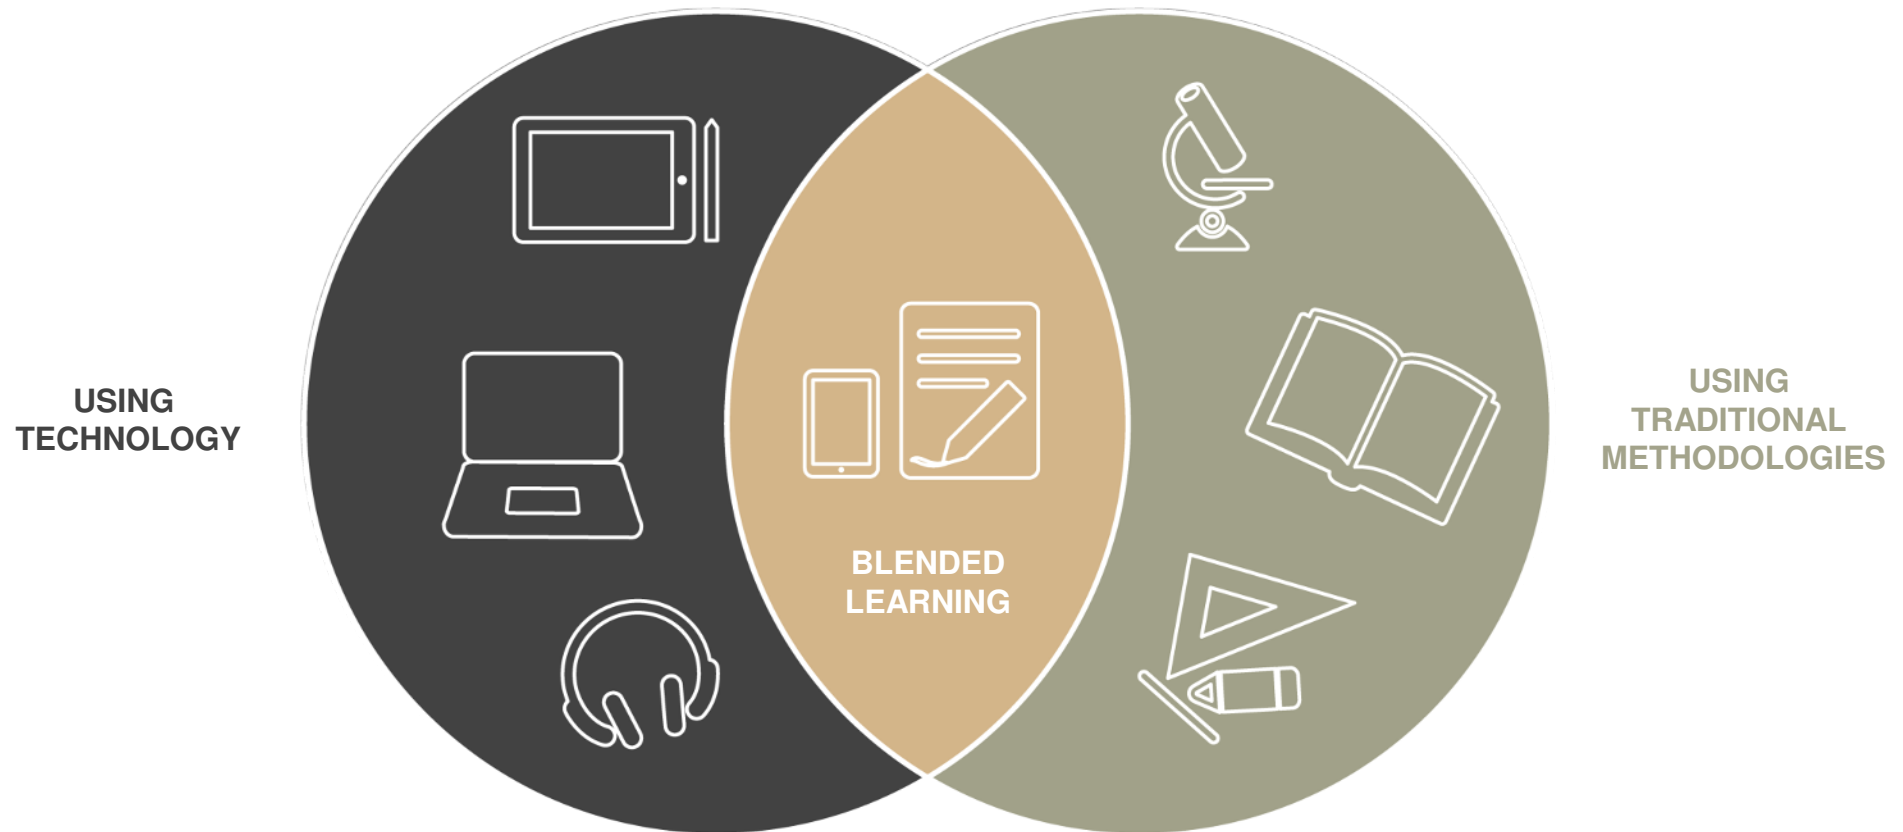 USING
TECHNOLOGY
BLENDED
LEARNING
USING
TRADITIONAL
METHODOLOGIES